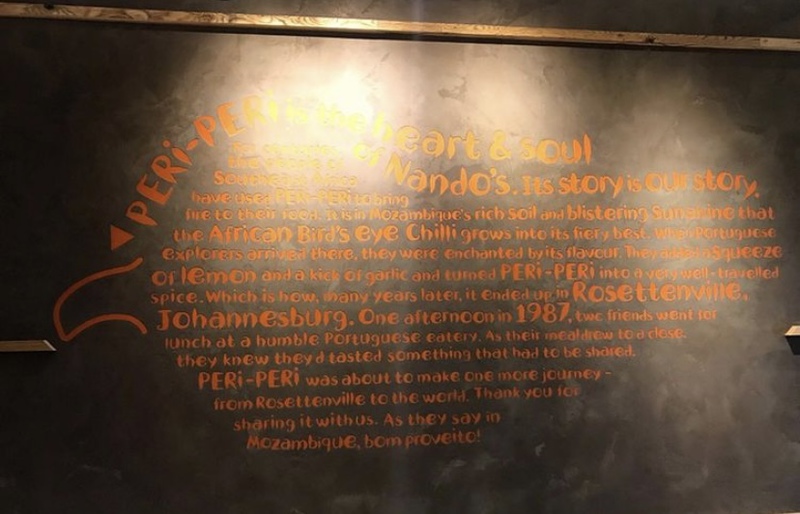 PERi-PERi is the heart & soul
of Nando's. Its story is our story.
For centuries
the people of
Southern Africa
have used PERi-PERi to bring
fire to their food. It is in Mozambique's rich soil and blistering Sunshine that
the African Bird's eye Chilli grows into its fiery best. When Portuguese
explorers arrived there, they were enchanted by its flavour. They added a squeeze
of lemon and a kick of garlic and turned PERi-PERi into a very well-travelled
spice. Which is how, many years later, it ended up in Rosettenville,
Johannesburg. One afternoon in 1987, two friends went for
lunch at a humble Portuguese eatery. As their meal drew to a close,
they knew they'd tasted something that had to be shared.
PERi-PERi was about to make one more journey -
from Rosettenville to the world. Thank you for
sharing it with us. As they say in
Mozambique, bom proveito!